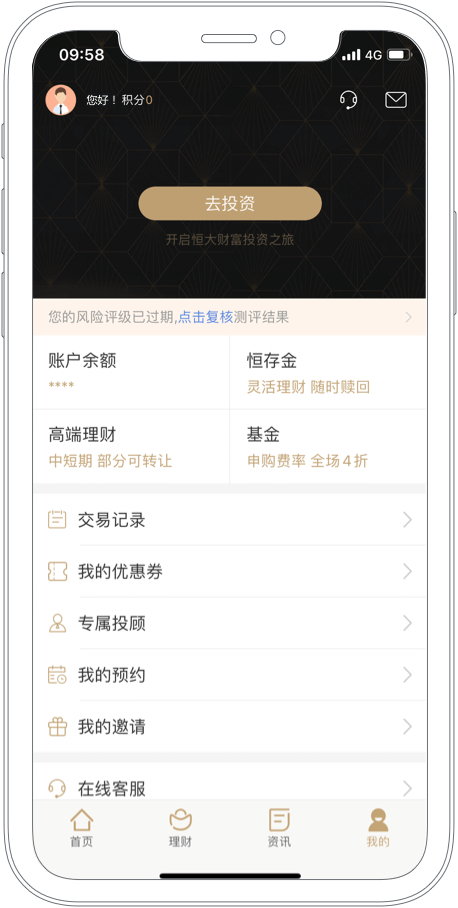 09:58
4G
您好！ 积分0
去投资
开启恒大财富投资之旅
您的风险评级已过期,点击复核测评结果
账户余额
****
恒存金
灵活理财 随时赎回
高端理财
中短期 部分可转让
基金
申购费率 全场4折
交易记录
我的优惠券
专属投顾
我的预约
我的邀请
在线客服
首页
理财
资讯
我的